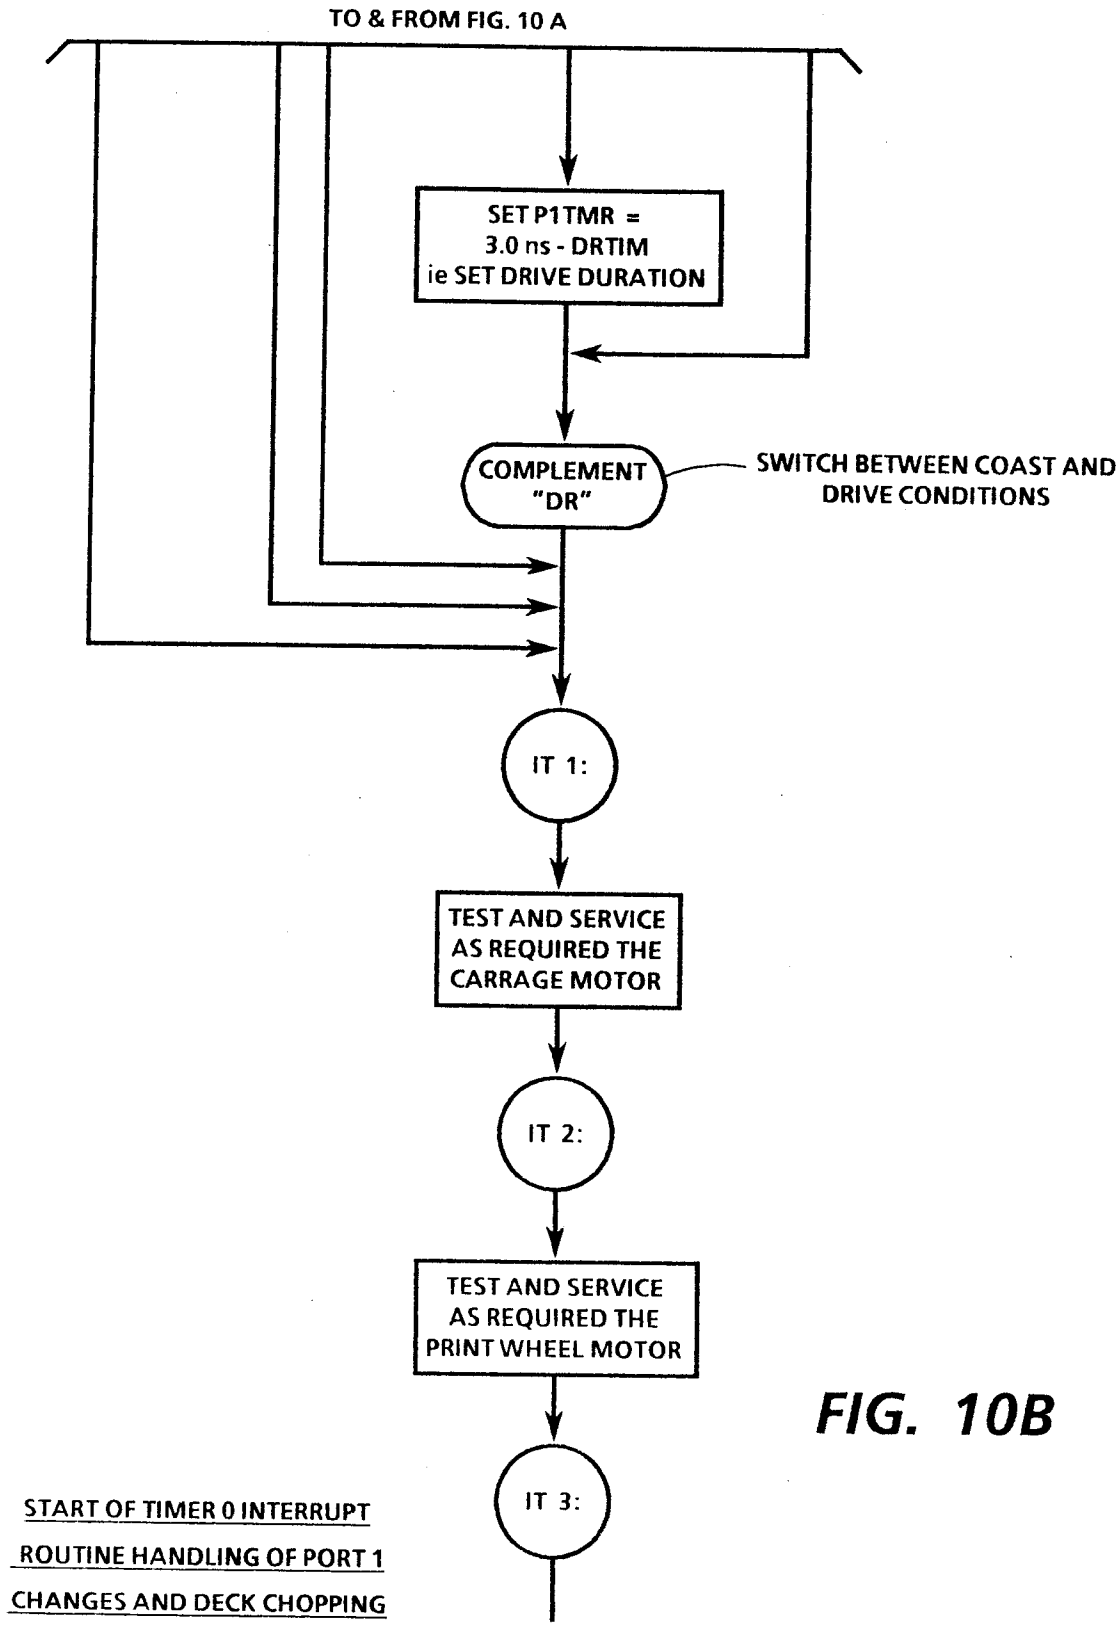 TO & FROM FIG. 10 A
SET P1TMR =
3.0 ns - DRTIM
ie SET DRIVE DURATION
COMPLEMENT
"DR"
SWITCH BETWEEN COAST AND
DRIVE CONDITIONS
IT 1:
TEST AND SERVICE
AS REQUIRED THE
CARRAGE MOTOR
IT 2:
TEST AND SERVICE
AS REQUIRED THE
PRINT WHEEL MOTOR
FIG. 10B
IT 3:
START OF TIMER 0 INTERRUPT
ROUTINE HANDLING OF PORT 1
CHANGES AND DECK CHOPPING